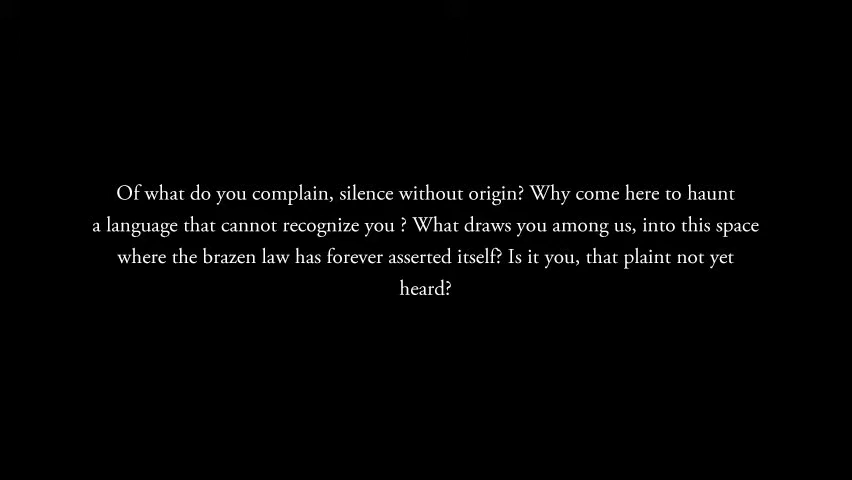 Of what do you complain, silence without origin? Why come here to haunt
a language that cannot recognize you ? What draws you among us, into this space
where the brazen law has forever asserted itself? Is it you, that plaint not yet
heard?